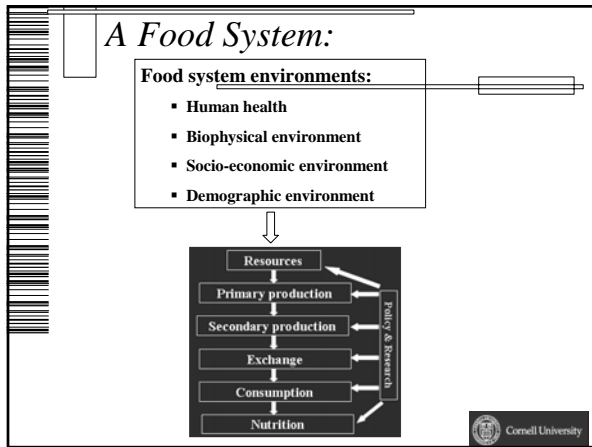 A Food System:
Food system environments:
▪ Human health
▪ Biophysical environment
▪ Socio-economic environment
▪ Demographic environment
Resources
Primary production
Secondary production
Exchange
Consumption
Nutrition
Policy & Research
Cornell University